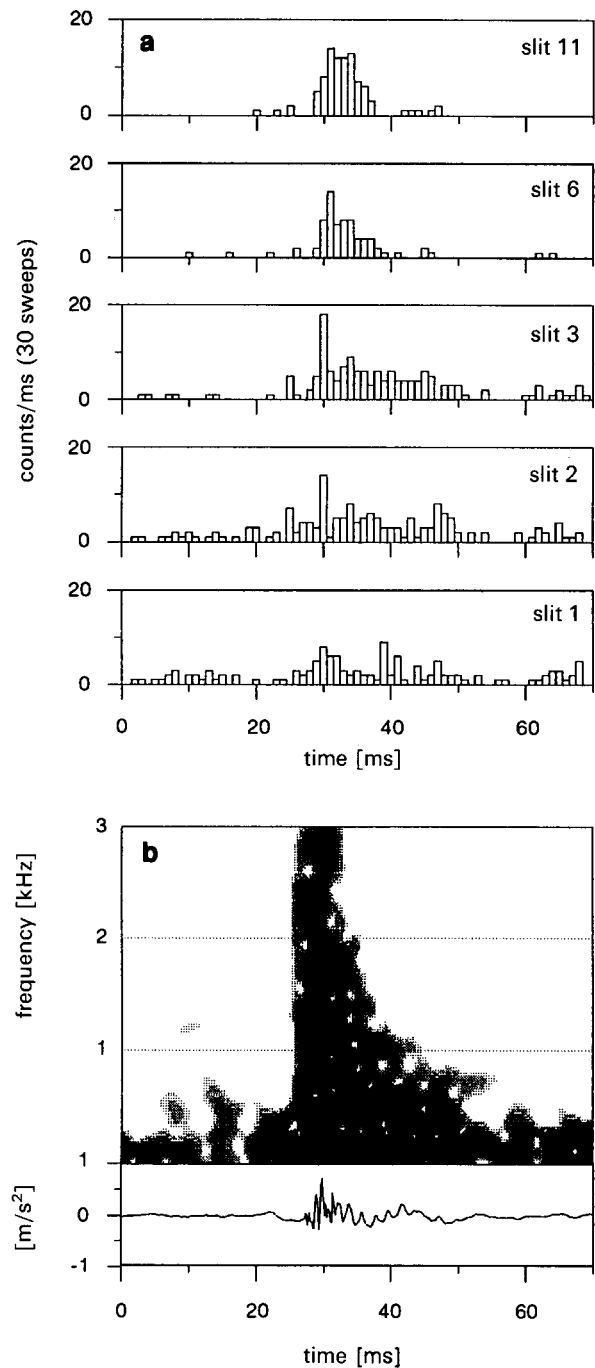 20
a
slit 11
0
20
slit 6
0
counts/ms (30 sweeps)
20
slit 3
0
20
slit 2
0
20
slit 1
0
0 20 40 60
time [ms]
3
b
frequency [kHz]
2
1
1
[m/s²]
0
-1
0 20 40 60
time [ms]